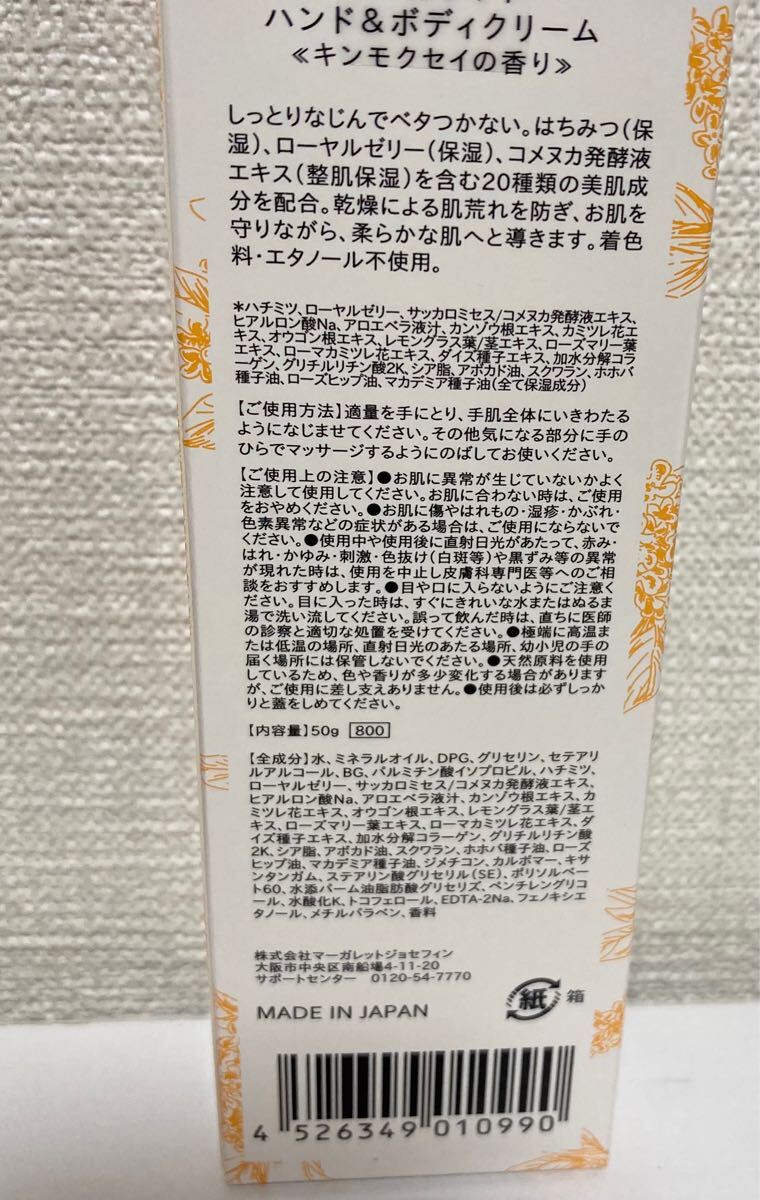 ハンド＆ボディクリーム
≪キンモクセイの香り≫
しっとりなじんでベタつかない。はちみつ（保
湿）、ローヤルゼリー（保湿）、コメヌカ発酵液
エキス（整肌保湿）を含む20種類の美肌成
分を配合。乾燥による肌荒れを防ぎ、お肌を
守りながら、柔らかな肌へと導きます。着色
料・エタノール不使用。
＊ハチミツ、ローヤルゼリー、サッカロミセス/コメヌカ発酵液エキス、
ヒアルロン酸Na、アロエベラ液汁、カンゾウ根エキス、カミツレ花エ
キス、オウゴン根エキス、レモングラス葉/茎エキス、ローズマリー葉
エキス、ローマカミツレ花エキス、ダイズ種子エキス、加水分解コラ
ーゲン、グリチルリチン酸2K、シア脂、アボカド油、スクワラン、ホホバ
種子油、ローズヒップ油、マカデミア種子油（全て保湿成分）
【ご使用方法】適量を手にとり、手肌全体にいきわたる
ようになじませてください。その他気になる部分に手の
ひらでマッサージするようにのばしてお使いください。
【ご使用上の注意】●お肌に異常が生じていないかよく
注意して使用してください。お肌に合わない時は、ご使用
をおやめください。●お肌に傷やはれもの・湿疹・かぶれ・
色素異常などの症状がある場合は、ご使用にならないで
ください。●使用中や使用後に直射日光があたって、赤み・
はれ・かゆみ・刺激・色抜け（白斑等）や黒ずみ等の異常
が現れた時は、使用を中止し皮膚科専門医等へのご相
談をおすすめします。●目や口に入らないようにご注意く
ださい。目に入った時は、すぐにきれいな水またはぬるま
湯で洗い流してください。誤って飲んだ時は、直ちに医師
の診察と適切な処置を受けてください。●極端に高温ま
たは低温の場所、直射日光のあたる場所、幼小児の手の
届く場所には保管しないでください。●天然原料を使用
しているため、色や香りが多少変化する場合があります
が、ご使用に差し支えありません。●使用後は必ずしっか
りと蓋をしめてください。
【内容量】50g 800
【全成分】水、ミネラルオイル、DPG、グリセリン、セテアリ
ルアルコール、BG、パルミチン酸イソプロピル、ハチミツ、
ローヤルゼリー、サッカロミセス/コメヌカ発酵液エキス、
ヒアルロン酸Na、アロエベラ液汁、カンゾウ根エキス、カ
ミツレ花エキス、オウゴン根エキス、レモングラス葉/茎エ
キス、ローズマリー葉エキス、ローマカミツレ花エキス、ダ
イズ種子エキス、加水分解コラーゲン、グリチルリチン酸
2K、シア脂、アボカド油、スクワラン、ホホバ種子油、ローズ
ヒップ油、マカデミア種子油、ジメチコン、カルボマー、キサ
ンタンガム、ステアリン酸グリセリル（SE）、ポリソルベー
ト60、水添パーム油脂肪酸グリセリズ、ペンチレングリコ
ール、水酸化K、トコフェロール、EDTA-2Na、フェノキシエ
タノール、メチルパラベン、香料
株式会社マーガレットジョセフィン
大阪市中央区南船場4-11-20
サポートセンター 0120-54-7770
MADE IN JAPAN
紙 箱
4 526349 010990